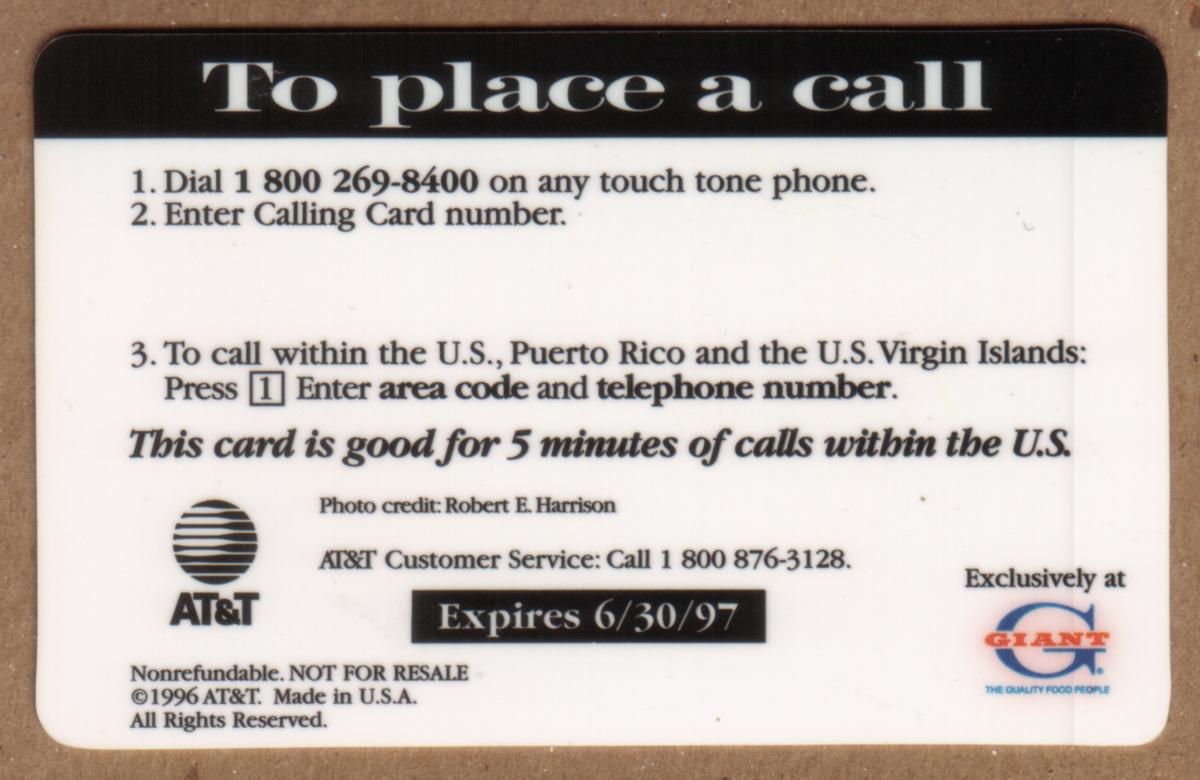 To place a call
1. Dial 1 800 269-8400 on any touch tone phone.
2. Enter Calling Card number.
3. To call within the U.S., Puerto Rico and the U.S. Virgin Islands:
Press 1 Enter area code and telephone number.
This card is good for 5 minutes of calls within the U.S.
Photo credit: Robert E. Harrison
AT&T Customer Service: Call 1 800 876-3128.
AT&T
Expires 6/30/97
Exclusively at
GIANT
THE QUALITY FOOD PEOPLE
Nonrefundable. NOT FOR RESALE
©1996 AT&T. Made in U.S.A.
All Rights Reserved.